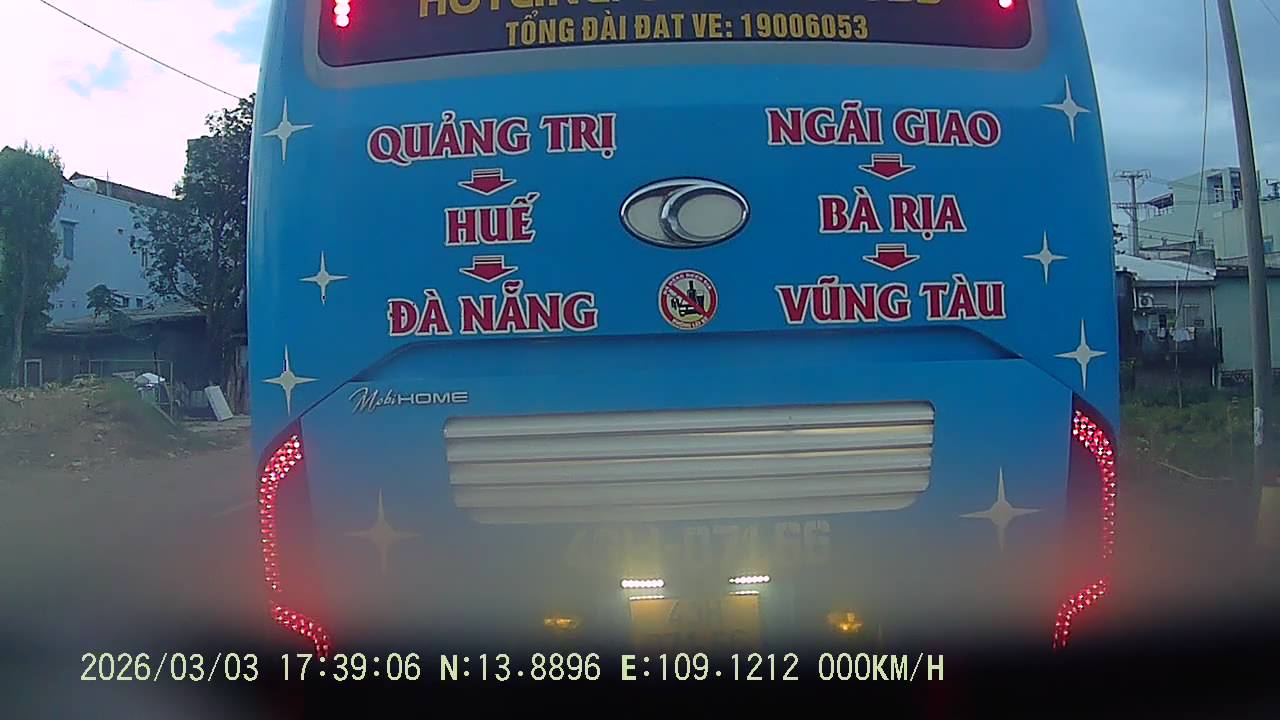 TỔNG ĐÀI ĐẶT VE: 19006053
QUẢNG TRỊ
HUẾ
ĐÀ NẴNG
NGÃI GIAO
BÀ RỊA
VŨNG TÀU
MobiHOME
2026/03/03 17:39:06 N:13.8896 E:109.1212 000KM/H